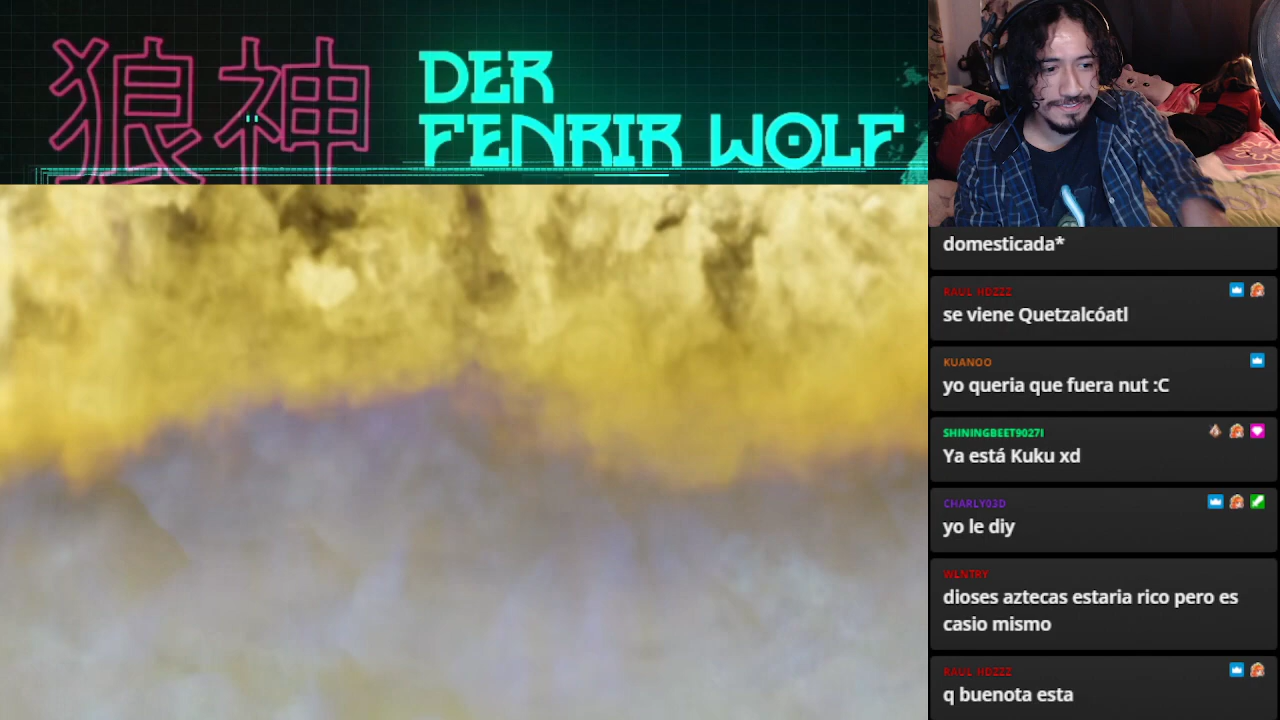 狼神
DER
FENRIR WOLF
domesticada*
RAUL HDZZZ
se viene Quetzalcóatl
KUANOO
yo queria que fuera nut :C
SHININGBEET9027I
Ya está Kuku xd
CHARLY03D
yo le diy
WLNTRY
dioses aztecas estaria rico pero es
casio mismo
RAUL HDZZZ
q buenota esta